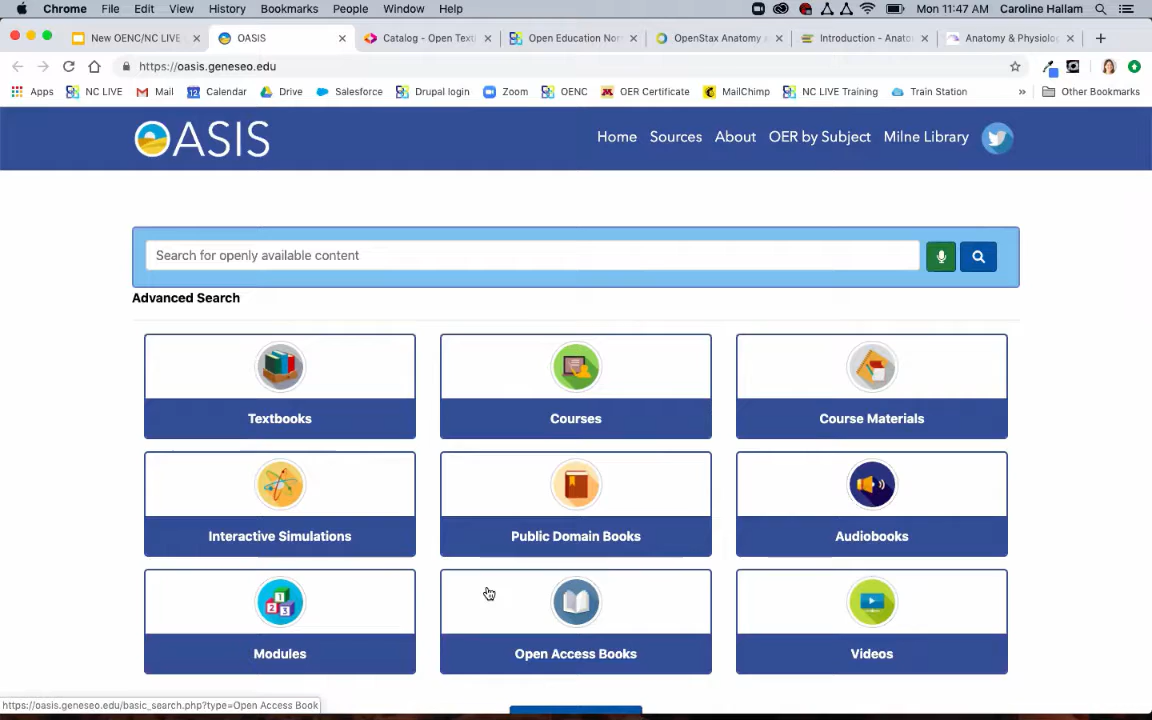 Chrome File Edit View History Bookmarks People Window Help Mon 11:47 AM Caroline Hallam
New OENC/NC LIVE OASIS Catalog - Open Text Open Education Nor OpenStax Anatomy a Introduction - Anato Anatomy & Physiolo
https://oasis.geneseo.edu
Apps NC LIVE Mail Calendar Drive Salesforce Drupal login Zoom OENC OER Certificate MailChimp NC LIVE Training Train Station » Other Bookmarks
OASIS Home Sources About OER by Subject Milne Library
Search for openly available content
Advanced Search
Textbooks Courses Course Materials
Interactive Simulations Public Domain Books Audiobooks
1 2 3
Modules Open Access Books Videos
https://oasis.geneseo.edu/basic_search.php?type=Open Access Book